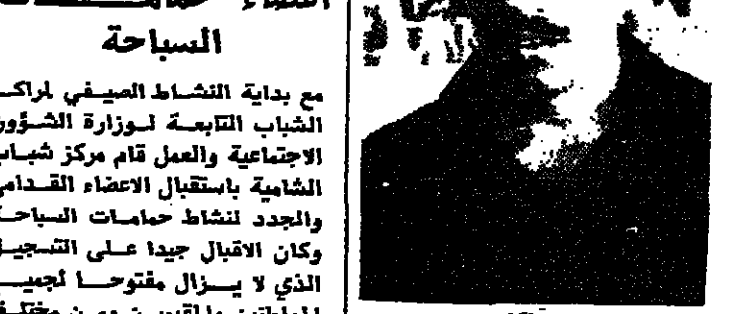 السباحة
مع بداية النشاط الصيفي لمراكـ
الشباب التابعة لوزارة الشؤون
الاجتماعية والعمل قام مركز شباب
الشامية باستقبال الاعضاء القدامى
والجدد لنشاط حمامات السباحة
وكان الاقبال جيدا على التسجيل
الذي لا يزال مفتوحا لجميـ